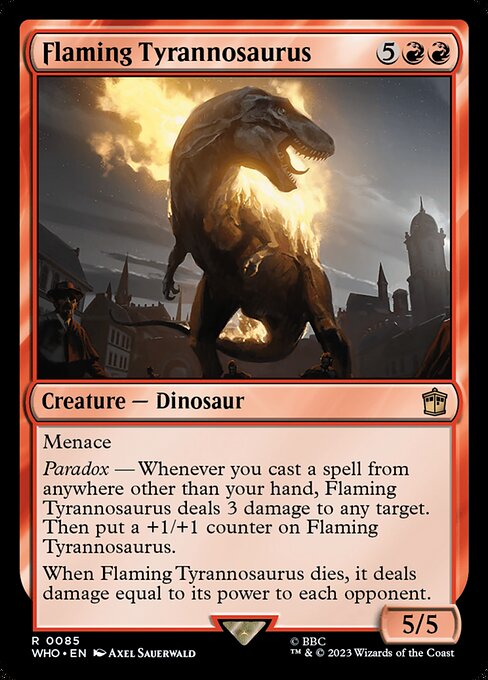 Flaming Tyrannosaurus 5
Creature — Dinosaur
Menace
Paradox — Whenever you cast a spell from
anywhere other than your hand, Flaming
Tyrannosaurus deals 3 damage to any target.
Then put a +1/+1 counter on Flaming
Tyrannosaurus.
When Flaming Tyrannosaurus dies, it deals
damage equal to its power to each opponent.
5/5
R 0085
WHO • EN Axel Sauerwald
© BBC
™ & © 2023 Wizards of the Coast